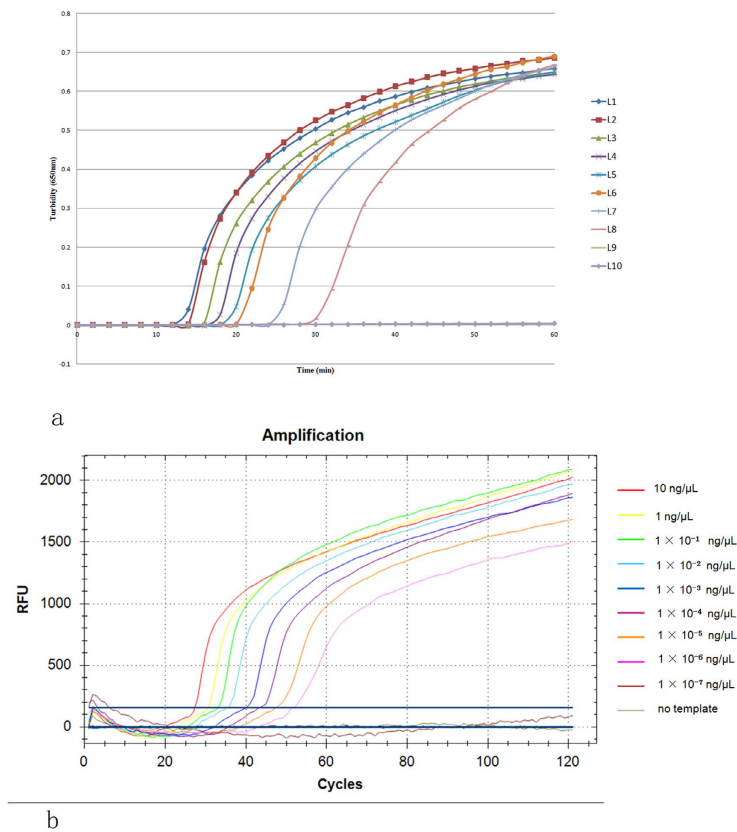 0.8
0.7
0.6
0.5
0.4
0.3
0.2
0.1
0
-0.1
Turbidity (650nm)
0 10 20 30 40 50 60
Time (min)
L1
L2
L3
L4
L5
L6
L7
L8
L9
L10
a
Amplification
2000
1500
1000
500
0
RFU
0 20 40 60 80 100 120
Cycles
10 ng/μL
1 ng/μL
1 × 10⁻¹ ng/μL
1 × 10⁻² ng/μL
1 × 10⁻³ ng/μL
1 × 10⁻⁴ ng/μL
1 × 10⁻⁵ ng/μL
1 × 10⁻⁶ ng/μL
1 × 10⁻⁷ ng/μL
no template
b